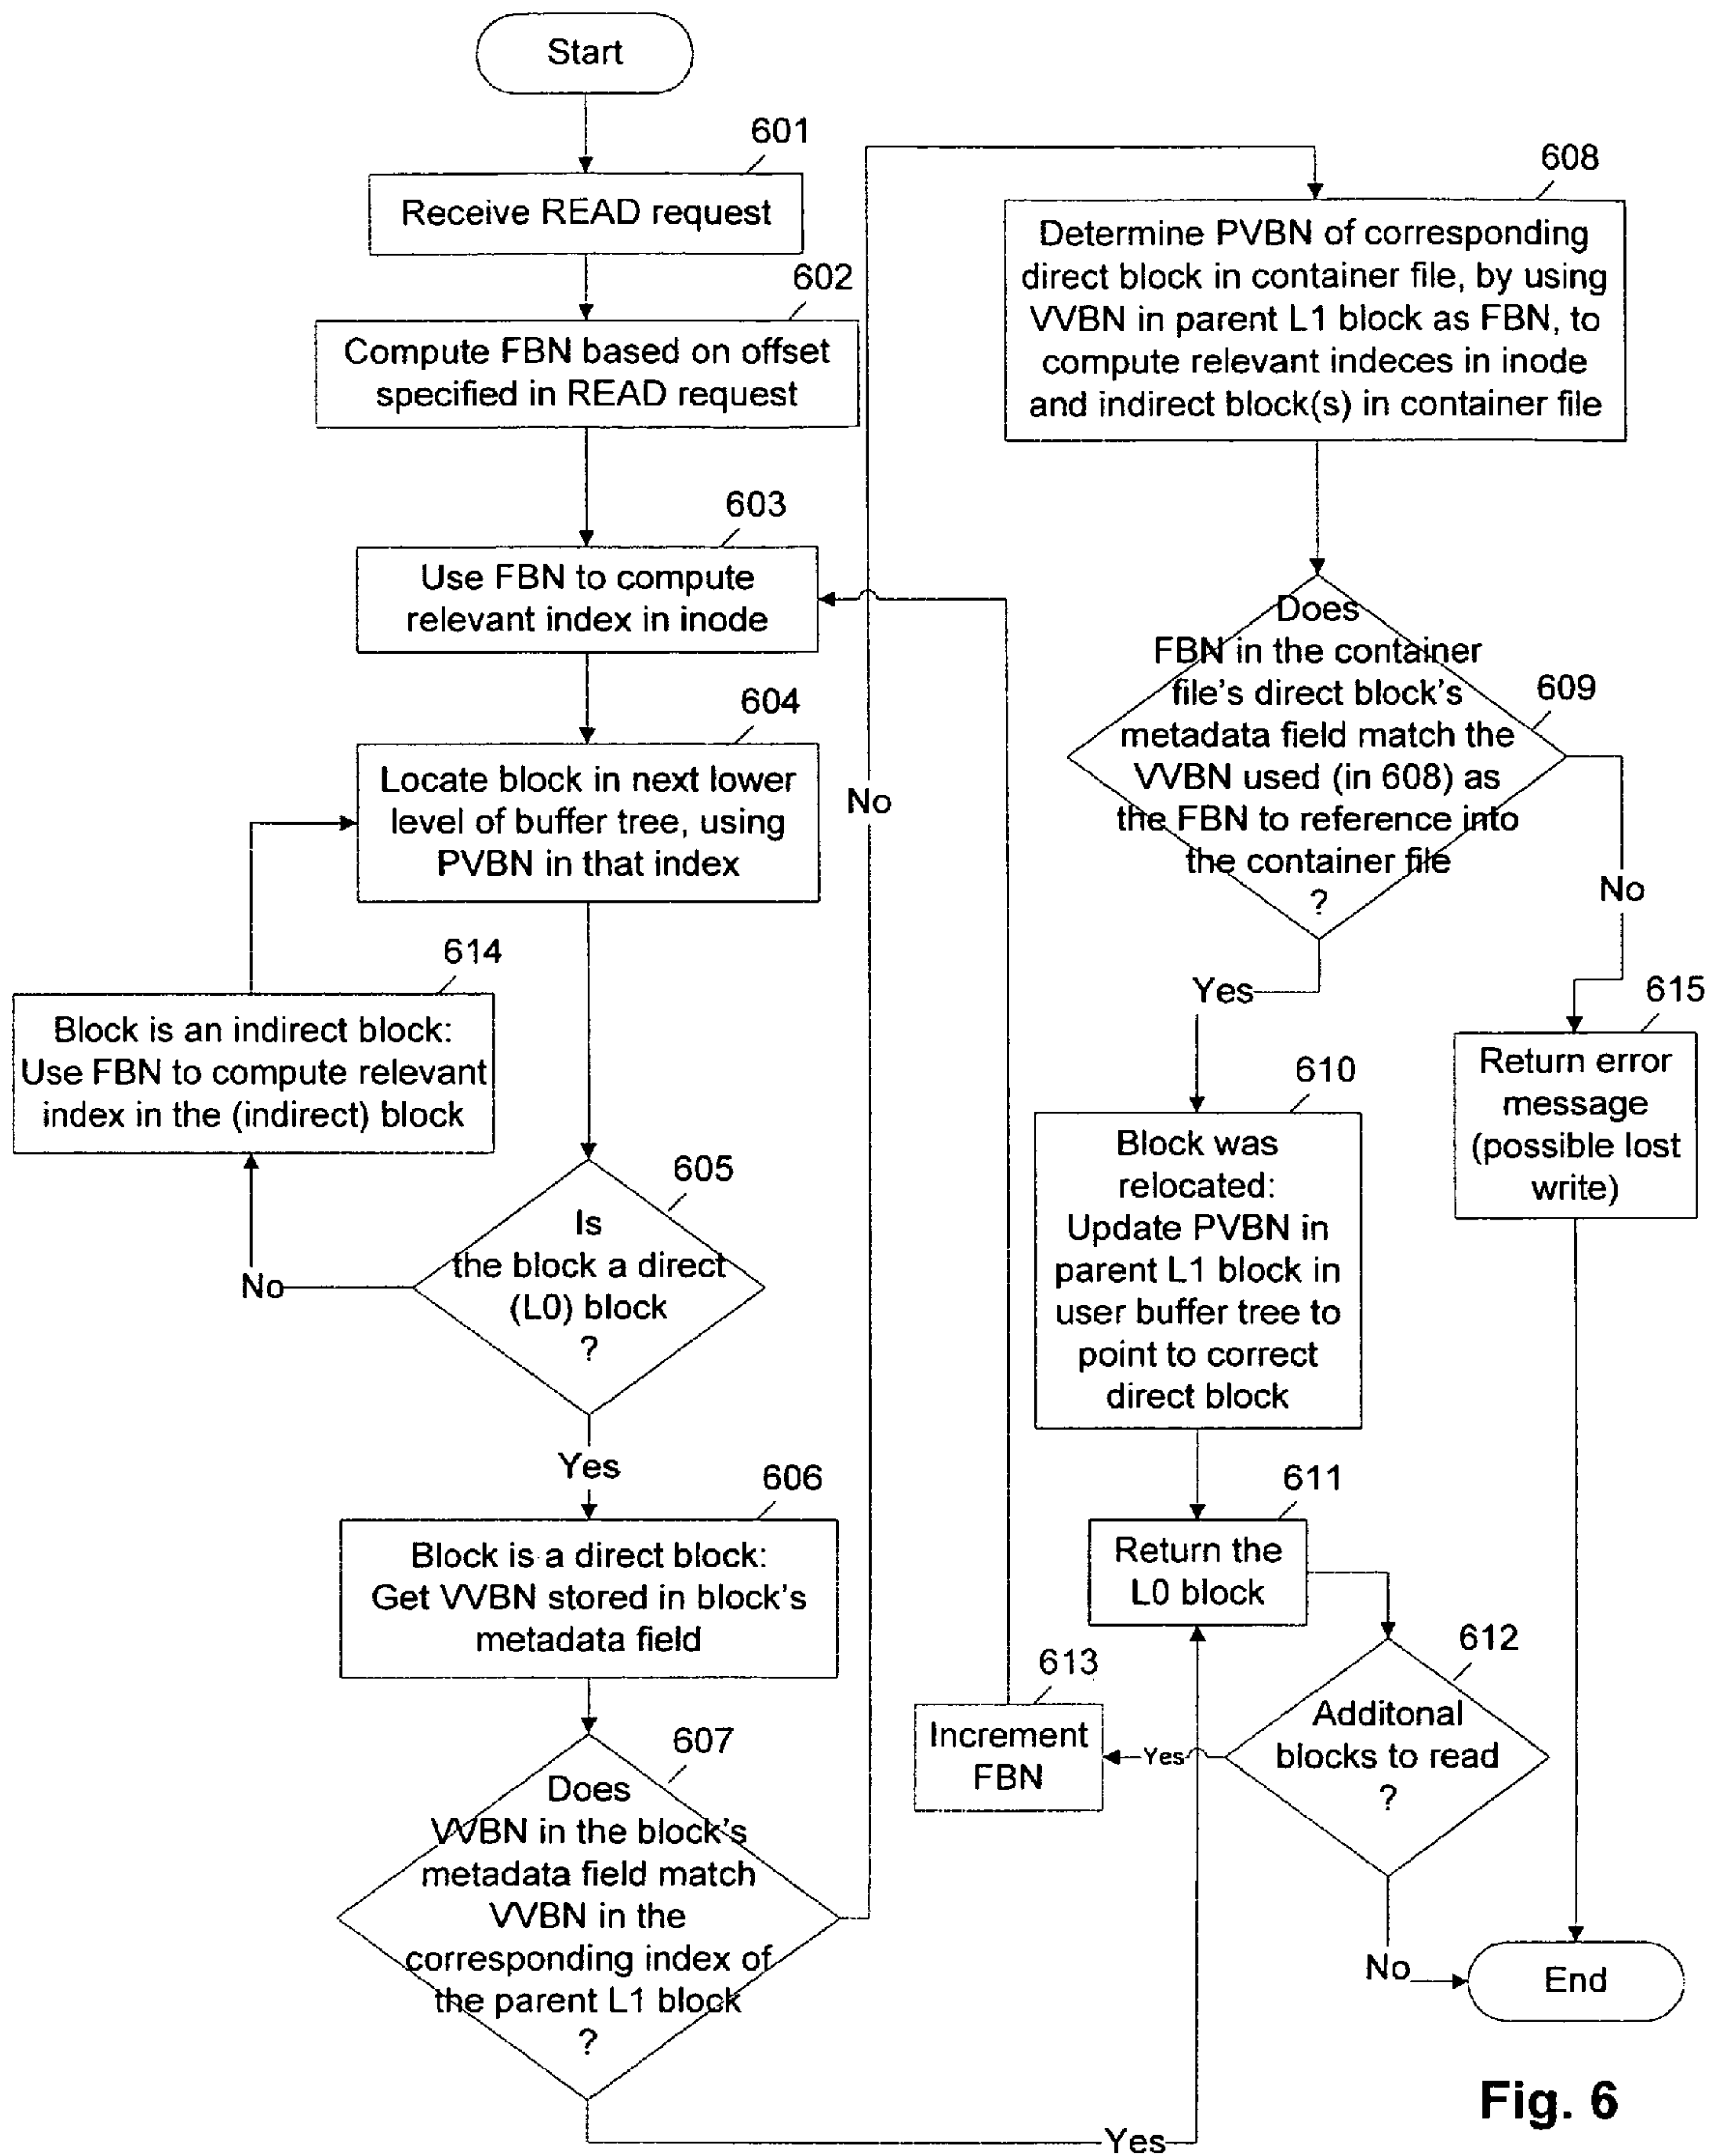 Start
601
Receive READ request
602
Compute FBN based on offset
specified in READ request
603
Use FBN to compute
relevant index in inode
604
Locate block in next lower
level of buffer tree, using
PVBN in that index
614
Block is an indirect block:
Use FBN to compute relevant
index in the (indirect) block
605
Is
the block a direct
(L0) block
?
No
Yes
606
Block is a direct block:
Get VVBN stored in block's
metadata field
607
Does
VVBN in the block's
metadata field match
VVBN in the
corresponding index of
the parent L1 block
?
No
Yes
608
Determine PVBN of corresponding
direct block in container file, by using
VVBN in parent L1 block as FBN, to
compute relevant indeces in inode
and indirect block(s) in container file
609
Does
FBN in the container
file's direct block's
metadata field match the
VVBN used (in 608) as
the FBN to reference into
the container file
?
No
Yes
615
Return error
message
(possible lost
write)
610
Block was
relocated:
Update PVBN in
parent L1 block in
user buffer tree to
point to correct
direct block
611
Return the
L0 block
612
Additonal
blocks to read
?
Yes
613
Increment
FBN
No
End
Fig. 6